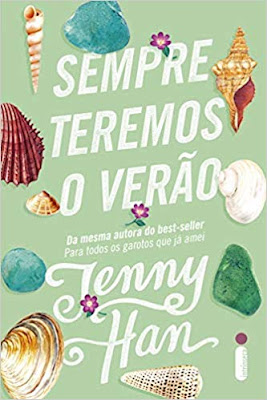 SEMPRE
TEREMOS
O VERÃO
Da mesma autora do best-seller
Para todos os garotos que já amei
Jenny
Han